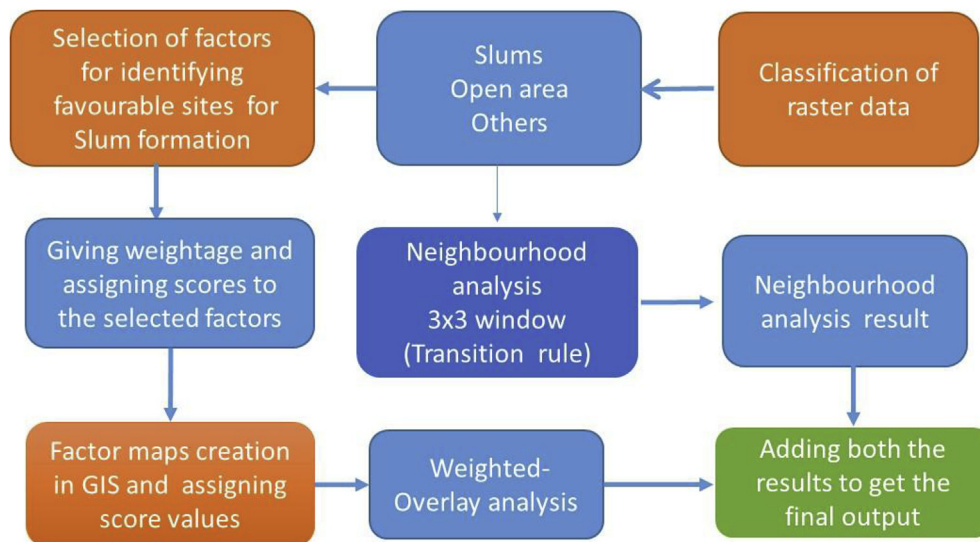 Selection of factors
for identifying
favourable sites for
Slum formation
Slums
Open area
Others
Classification of
raster data
Giving weightage and
assigning scores to
the selected factors
Neighbourhood
analysis
3x3 window
(Transition rule)
Neighbourhood
analysis result
Factor maps creation
in GIS and assigning
score values
Weighted-
Overlay analysis
Adding both the
results to get the
final output